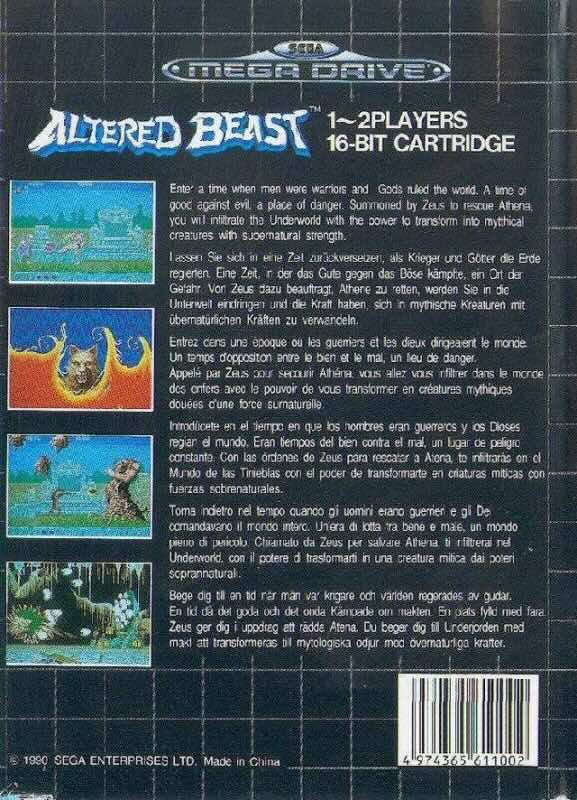 SEGA
MEGA DRIVE
ALTERED BEAST™
1~2PLAYERS
16-BIT CARTRIDGE
Enter a time when men were warriors and Gods ruled the world. A time of
good against evil, a place of danger. Summoned by Zeus to rescue Athena,
you will infiltrate the Underworld with the power to transform into mythical
creatures with supernatural strength.
Lassen Sie sich in eine Zeit zurückversetzen, als Krieger und Götter die Erde
regierten. Eine Zeit, in der das Gute gegen das Böse kämpfte, ein Ort der
Gefahr. Von Zeus dazu beauftragt, Athene zu retten, werden Sie in die
Unterwelt eindringen und die Kraft haben, sich in mythische Kreaturen mit
übernatürlichen Kräften zu verwandeln.
Entrez dans une époque ou les guerriers et les dieux dirigeaient le monde.
Un temps d'opposition entre le bien et le mal, un lieu de danger.
Appelé par Zeus pour secourir Athéna, vous allez vous infiltrer dans le monde
des enfers avec le pouvoir de vous transformer en créatures mythiques
douées d'une force surnaturelle.
Introdúcete en el tiempo en que los hombres eran guerreros y los Dioses
regían el mundo. Eran tiempos del bien contra el mal, un lugar de peligro
constante. Con las órdenes de Zeus para rescatar a Atena, te infiltrarás en el
Mundo de las Tinieblas con el poder de transformarte en criaturas míticas con
fuerzas sobrenaturales.
Torna indietro nel tempo quando gli uomini erano guerrieri e gli Dei
comandavano il mondo intero. Un'era di lotta tra bene e male, un mondo
pieno di pericolo. Chiamato da Zeus per salvare Athena, ti infiltrerai nel
Underworld, con il potere di trasformarti in una creatura mitica dai poteri
soprannaturali.
Bege dig till en tid när män var krigare och världen regerades av gudar.
En tid då det goda och det onda Kämpade om makten. En plats fylld med fara.
Zeus ger dig i uppdrag att rädda Atena. Du beger dig till Underjorden med
makt att transformeras till mytologiska odjur med övernaturliga krafter.
4 974365 611002
© 1990 SEGA ENTERPRISES LTD. Made in China